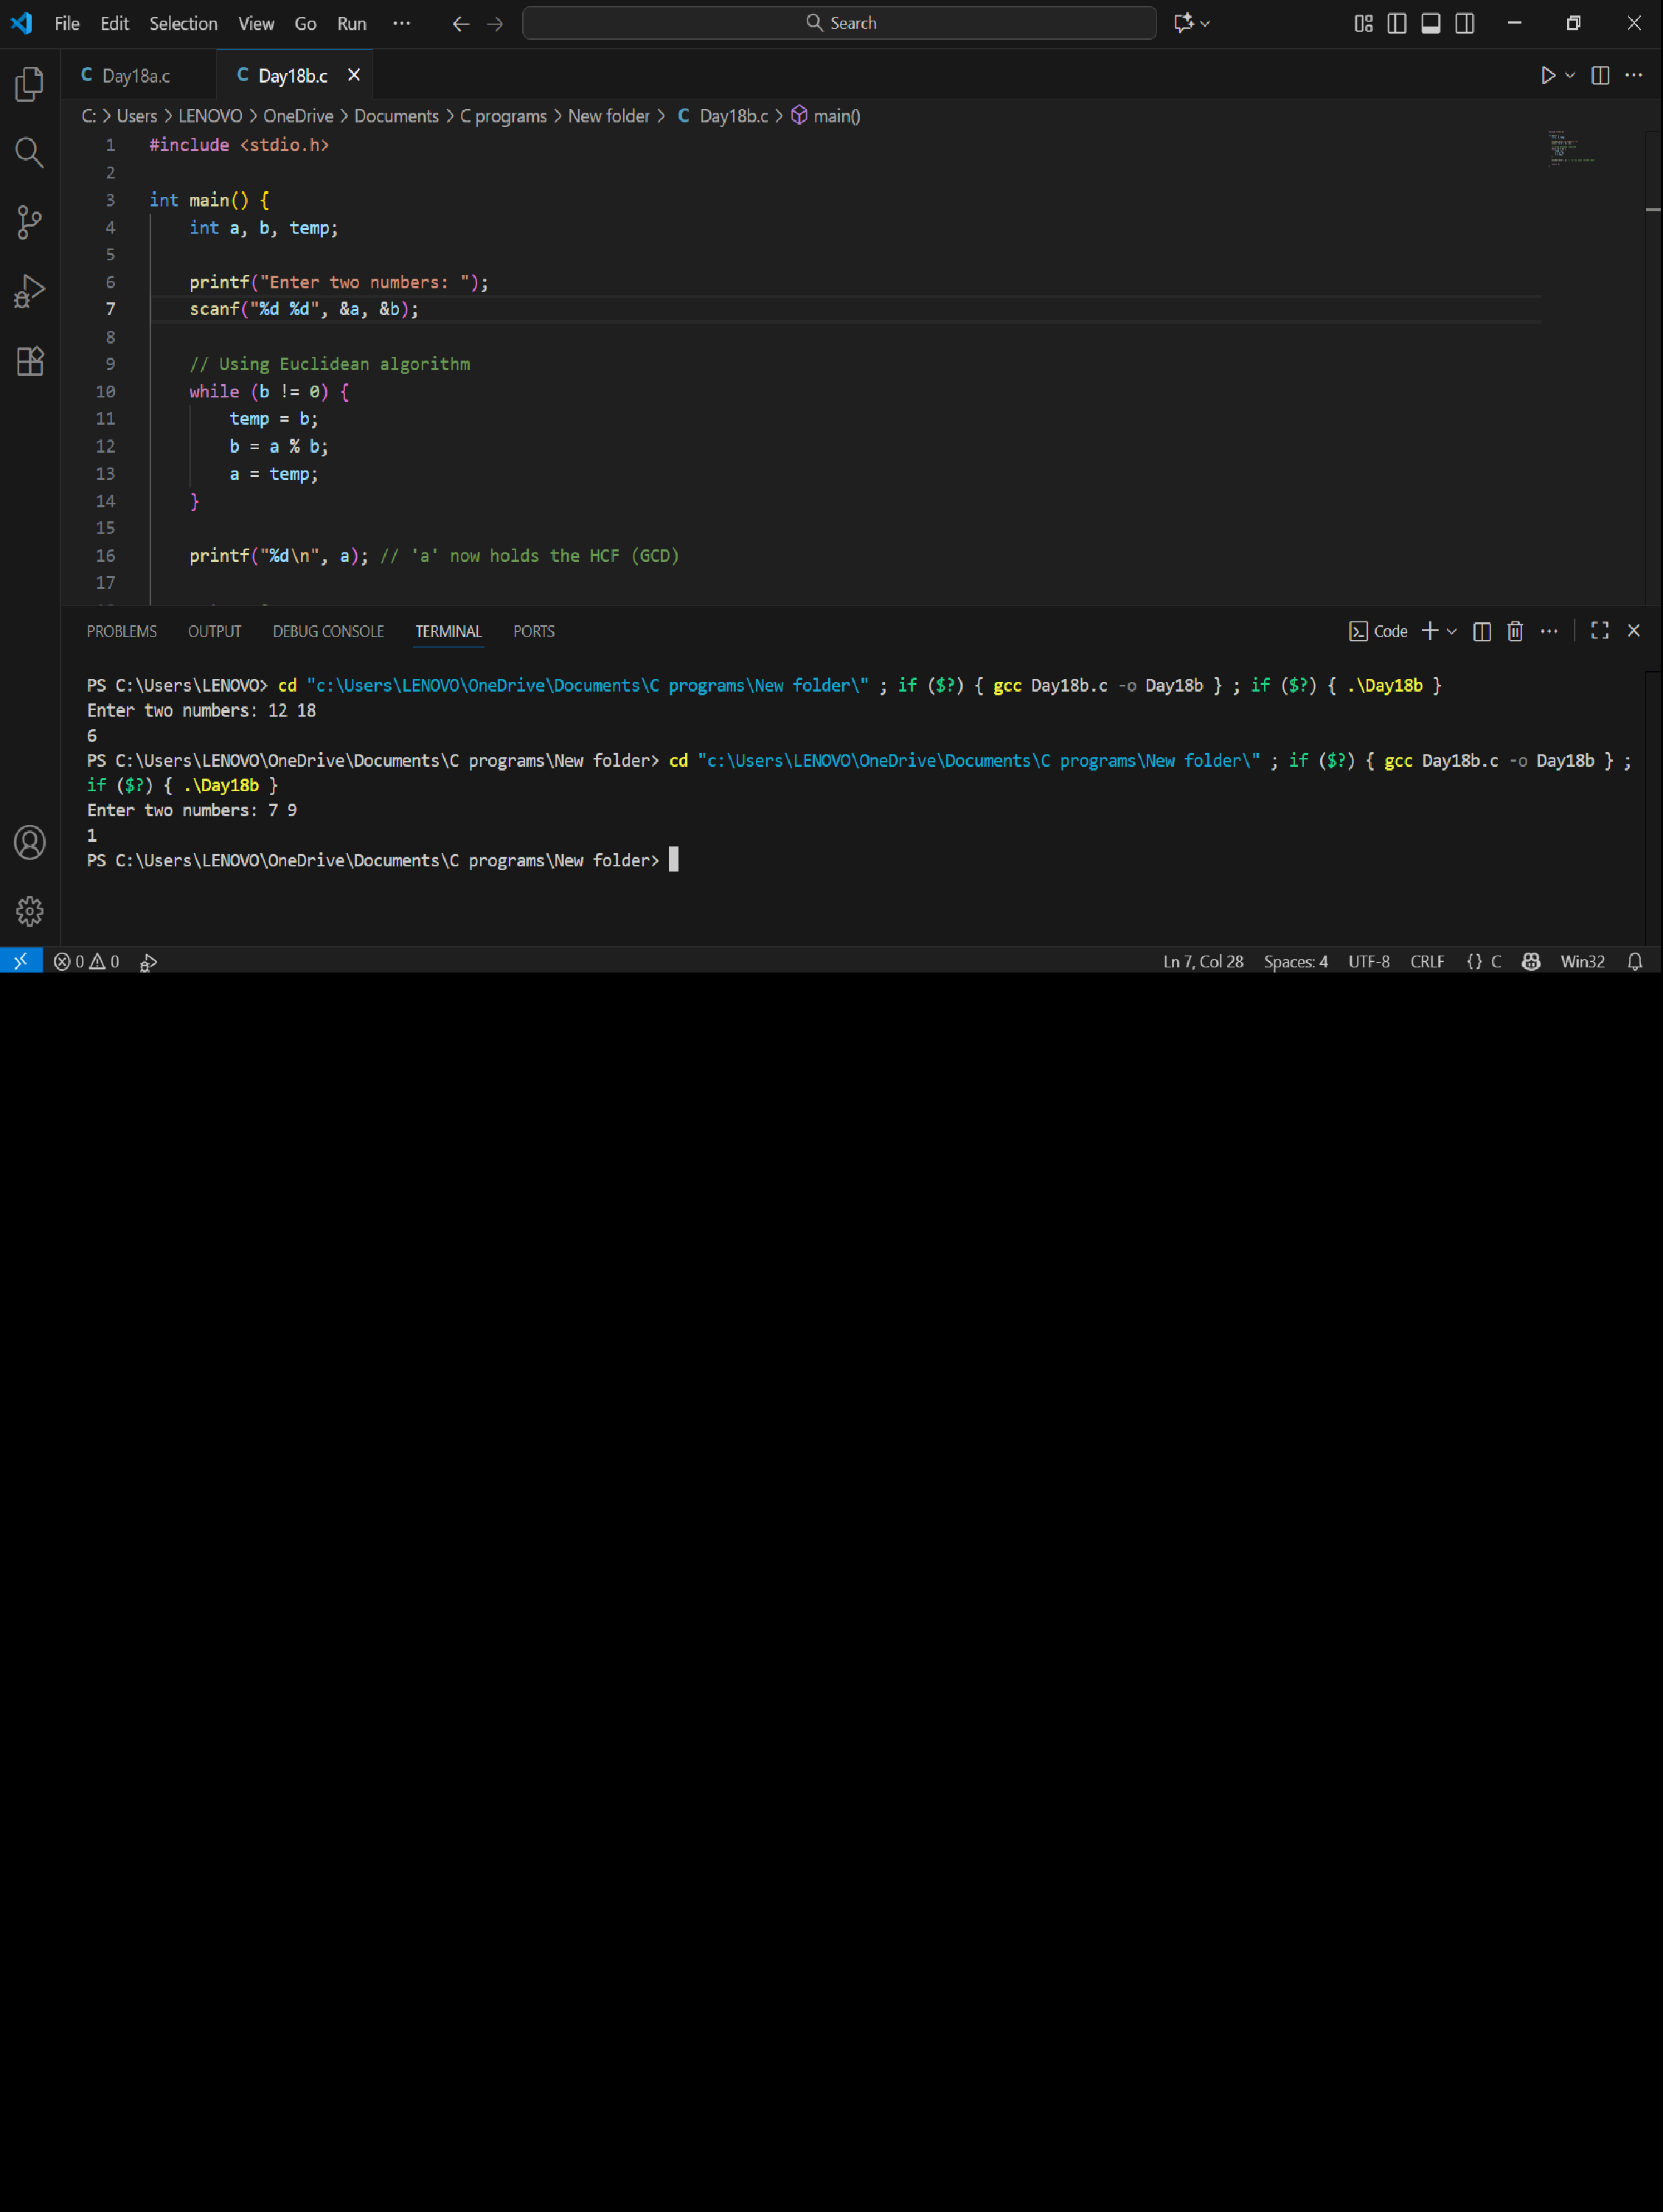 File Edit Selection View Go Run ··· Search
Day18a.c Day18b.c
C: > Users > LENOVO > OneDrive > Documents > C programs > New folder > C Day18b.c > main()
1 #include <stdio.h>
2
3 int main() {
4 int a, b, temp;
5
6 printf("Enter two numbers: ");
7 scanf("%d %d", &a, &b);
8
9 // Using Euclidean algorithm
10 while (b != 0) {
11 temp = b;
12 b = a % b;
13 a = temp;
14 }
15
16 printf("%d\n", a); // 'a' now holds the HCF (GCD)
17
PROBLEMS OUTPUT DEBUG CONSOLE TERMINAL PORTS Code
PS C:\Users\LENOVO> cd "c:\Users\LENOVO\OneDrive\Documents\C programs\New folder\" ; if ($?) { gcc Day18b.c -o Day18b } ; if ($?) { .\Day18b }
Enter two numbers: 12 18
6
PS C:\Users\LENOVO\OneDrive\Documents\C programs\New folder> cd "c:\Users\LENOVO\OneDrive\Documents\C programs\New folder\" ; if ($?) { gcc Day18b.c -o Day18b } ;
if ($?) { .\Day18b }
Enter two numbers: 7 9
1
PS C:\Users\LENOVO\OneDrive\Documents\C programs\New folder>
0 0 Ln 7, Col 28 Spaces: 4 UTF-8 CRLF {} C Win32